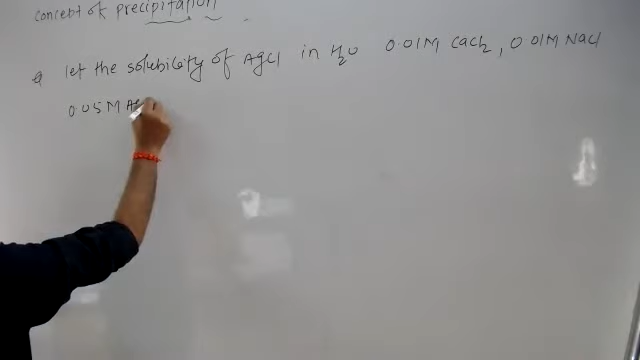 concept of precipitation
Q let the solubility of AgCl in H2O 0.01M CaCl2, 0.01M NaCl
0.05M A